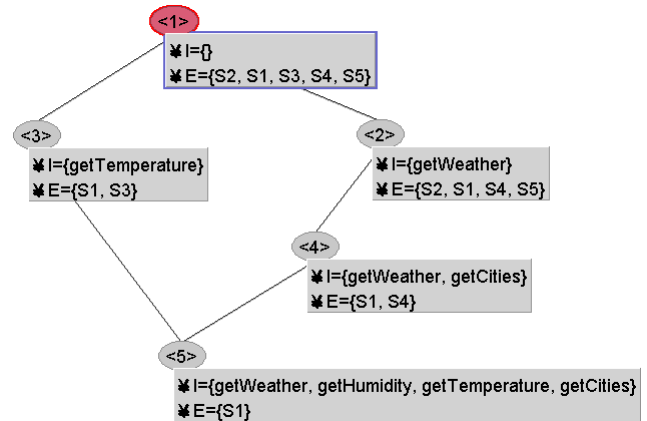 <1>
¥ I={}
¥ E={S2, S1, S3, S4, S5}
<3>
<2>
¥ I={getTemperature}
¥ E={S1, S3}
¥ I={getWeather}
¥ E={S2, S1, S4, S5}
<4>
¥ I={getWeather, getCities}
¥ E={S1, S4}
<5>
¥ I={getWeather, getHumidity, getTemperature, getCities}
¥ E={S1}